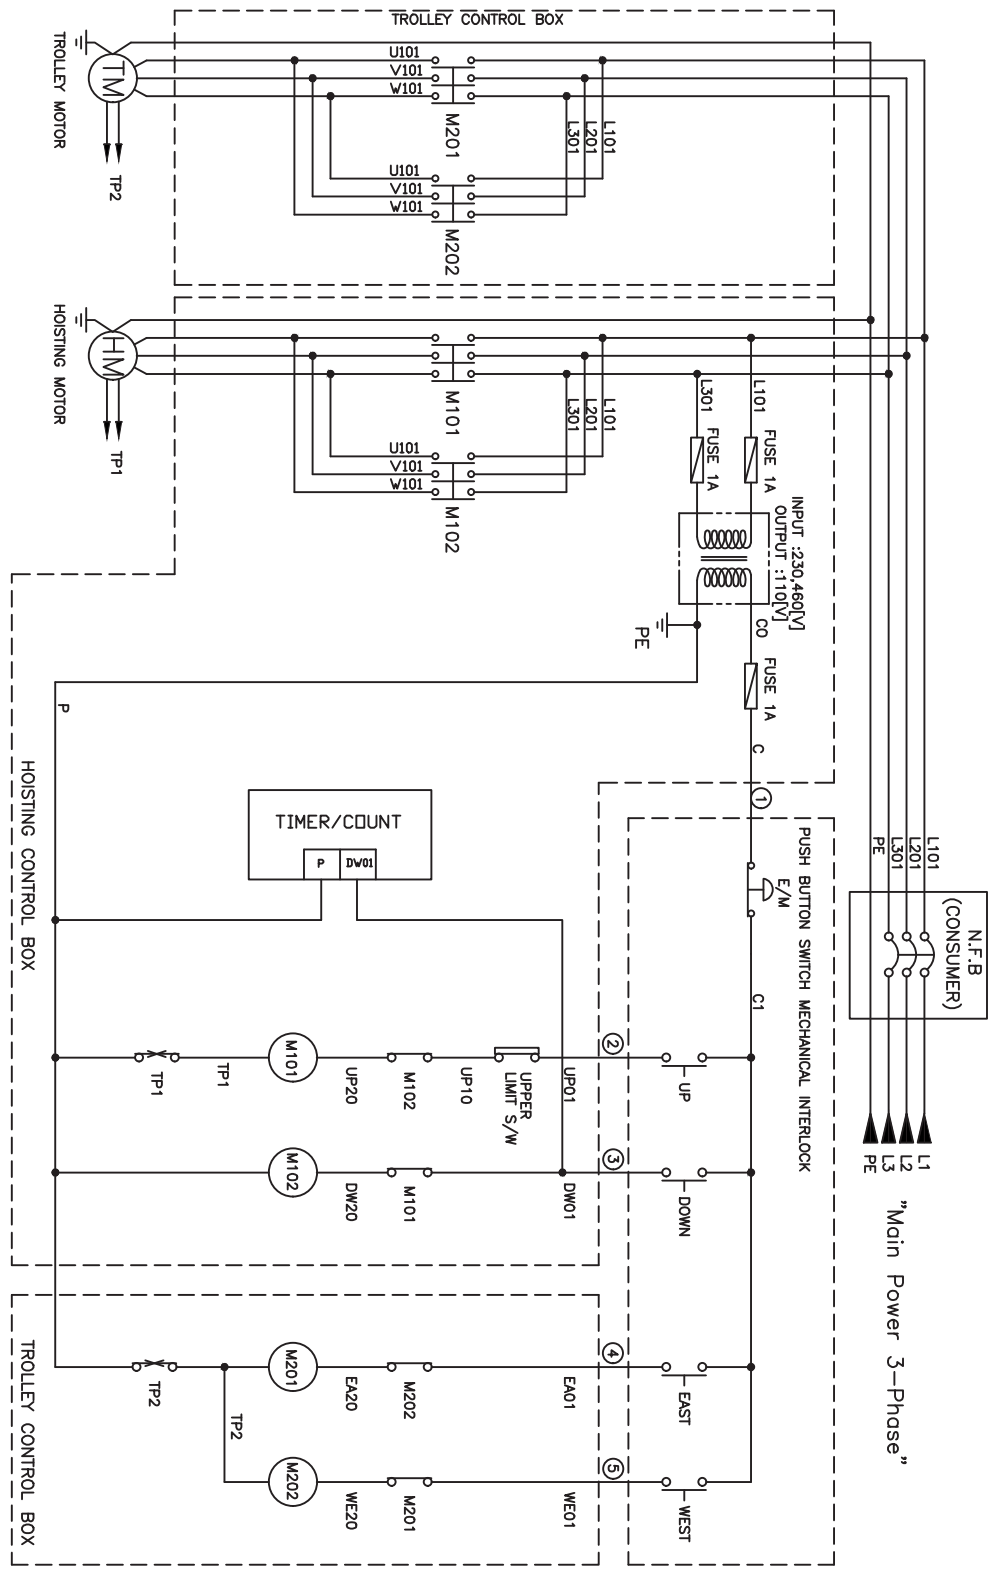 TROLLEY CONTROL BOX
TROLLEY MOTOR
TM
TP2
U101
V101
W101
M201
L101
L201
L301
U101
V101
W101
M202
HOISTING MOTOR
HM
TP1
M101
L101
L201
L301
U101
V101
W101
M102
L301
FUSE 1A
L101
FUSE 1A
INPUT :230,460[V]
OUTPUT :110[V]
PE
CO
FUSE 1A
C
P
1
HOISTING CONTROL BOX
TIMER/COUNT
P
DW01
PUSH BUTTON SWITCH MECHANICAL INTERLOCK
E/M
C1
L101
L201
L301
PE
N.F.B
(CONSUMER)
L1
L2
L3
PE
"Main Power 3-Phase"
TP1
TP1
M101
UP20
M102
UP10
UPPER
LIMIT S/W
UP01
2
UP
M102
DW20
M101
DW01
3
DOWN
TROLLEY CONTROL BOX
TP2
TP2
M201
EA20
M202
EA01
4
EAST
M202
WE20
M201
WE01
5
WEST